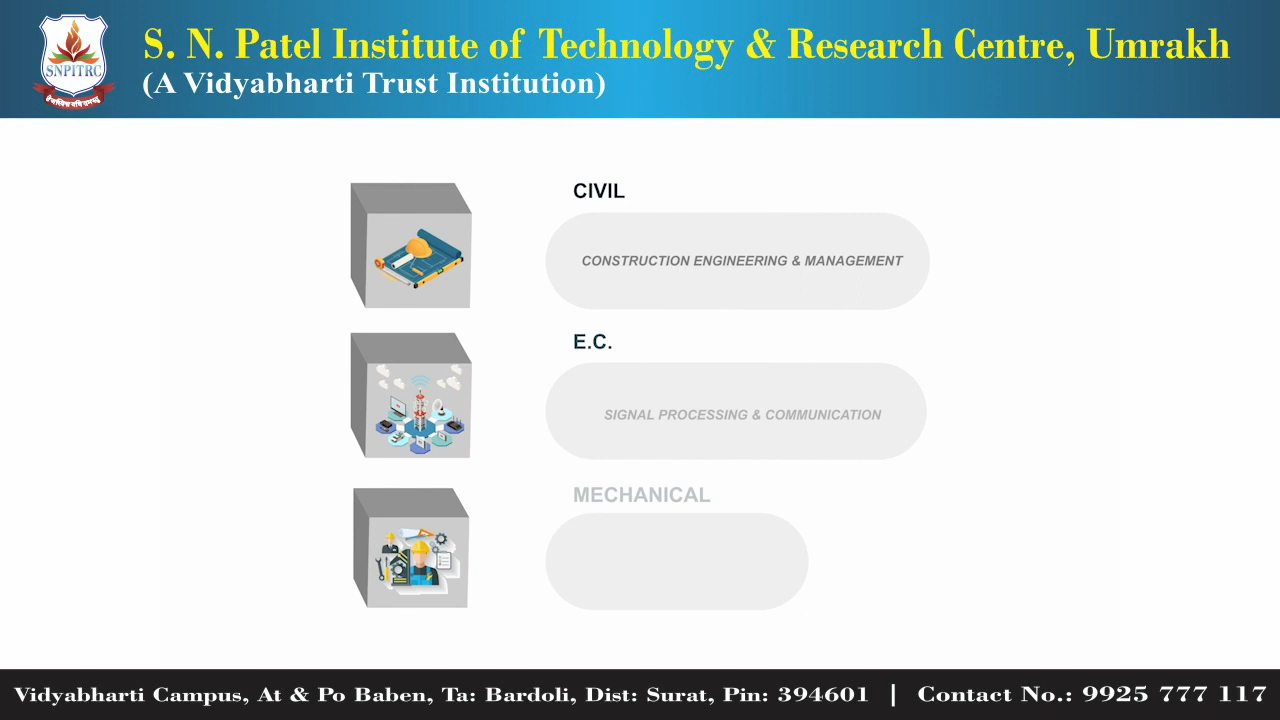 S. N. Patel Institute of Technology & Research Centre, Umrakh
(A Vidyabharti Trust Institution)
SNPITRC
CIVIL
CONSTRUCTION ENGINEERING & MANAGEMENT
E.C.
SIGNAL PROCESSING & COMMUNICATION
MECHANICAL
Vidyabharti Campus, At & Po Baben, Ta: Bardoli, Dist: Surat, Pin: 394601 | Contact No.: 9925 777 117